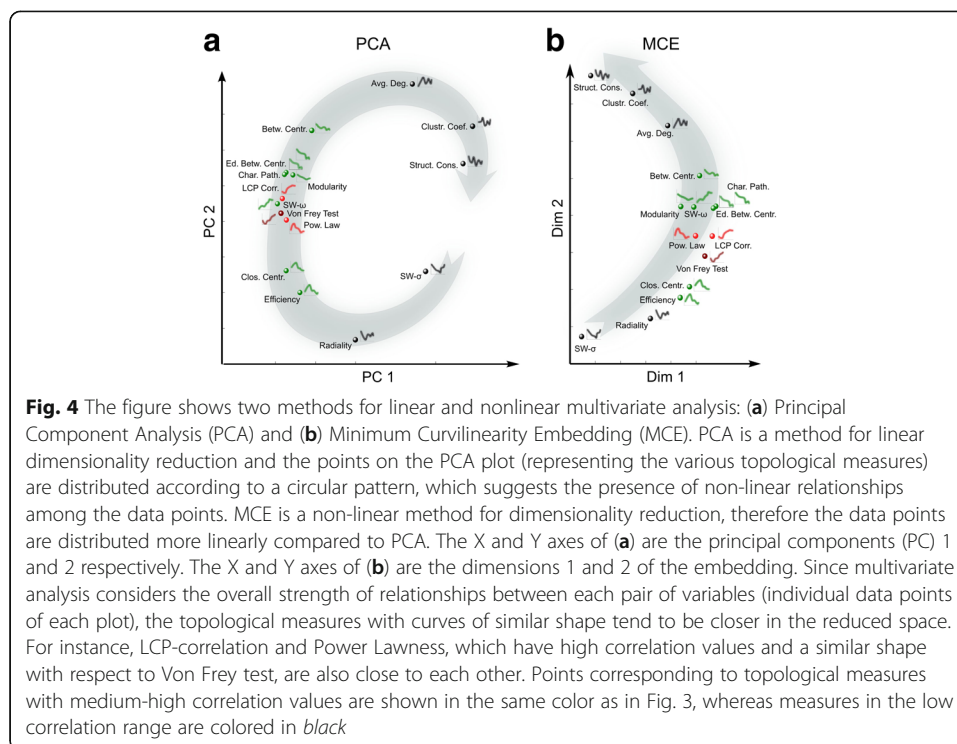 a
PCA
PC 2
PC 1
Avg. Deg.
Betw. Centr.
Clustr. Coef.
Ed. Betw. Centr.
Struct. Cons.
Char. Path.
Modularity
LCP Corr.
SW-ω
Von Frey Test
Pow. Law
Clos. Centr.
SW-σ
Efficiency
Radiality
b
MCE
Dim 2
Dim 1
Struct. Cons.
Clustr. Coef.
Avg. Deg.
Betw. Centr.
Char. Path.
Modularity SW-ω Ed. Betw. Centr.
Pow. Law LCP Corr.
Von Frey Test
Clos. Centr.
Efficiency
Radiality
SW-σ
Fig. 4 The figure shows two methods for linear and nonlinear multivariate analysis: (a) Principal
Component Analysis (PCA) and (b) Minimum Curvilinearity Embedding (MCE). PCA is a method for linear
dimensionality reduction and the points on the PCA plot (representing the various topological measures)
are distributed according to a circular pattern, which suggests the presence of non-linear relationships
among the data points. MCE is a non-linear method for dimensionality reduction, therefore the data points
are distributed more linearly compared to PCA. The X and Y axes of (a) are the principal components (PC) 1
and 2 respectively. The X and Y axes of (b) are the dimensions 1 and 2 of the embedding. Since multivariate
analysis considers the overall strength of relationships between each pair of variables (individual data points
of each plot), the topological measures with curves of similar shape tend to be closer in the reduced space.
For instance, LCP-correlation and Power Lawness, which have high correlation values and a similar shape
with respect to Von Frey test, are also close to each other. Points corresponding to topological measures
with medium-high correlation values are shown in the same color as in Fig. 3, whereas measures in the low
correlation range are colored in black